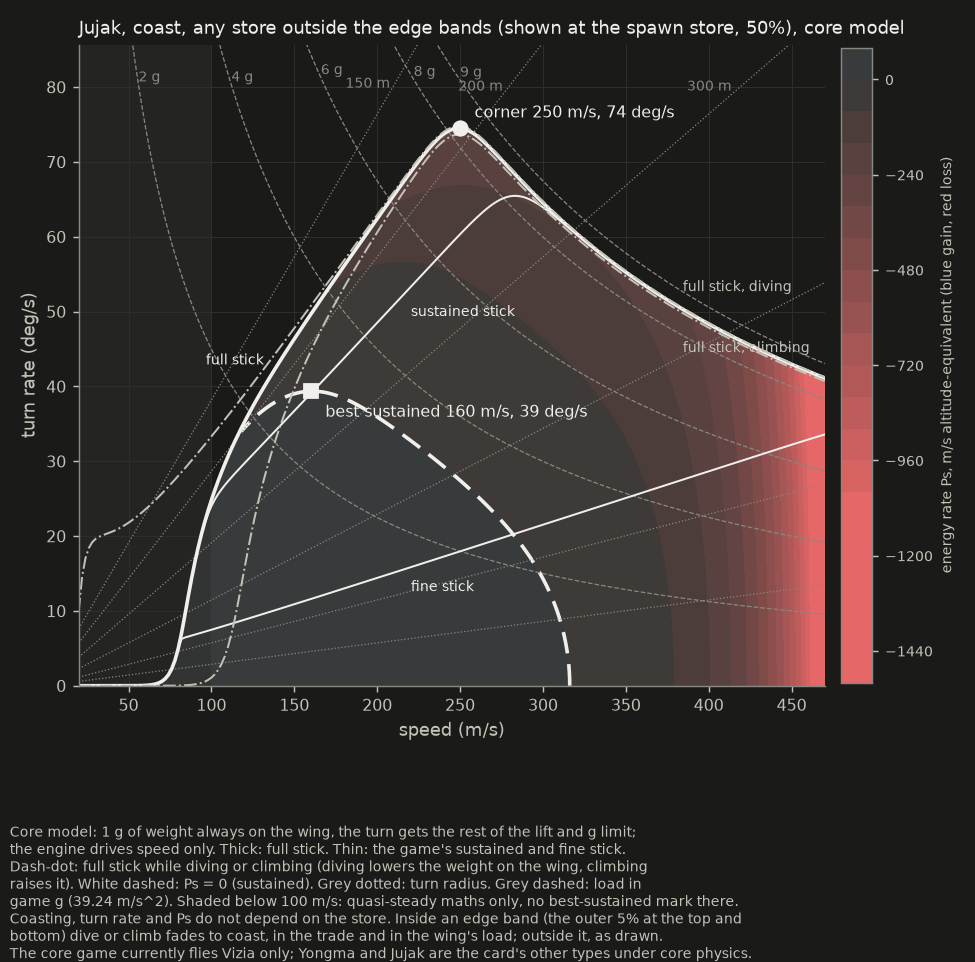 Jujak, coast, any store outside the edge bands (shown at the spawn store, 50%), core model
2 g
4 g
6 g
8 g
9 g
150 m
200 m
300 m
corner 250 m/s, 74 deg/s
full stick, diving
full stick, climbing
sustained stick
full stick
best sustained 160 m/s, 39 deg/s
fine stick
turn rate (deg/s)
80
70
60
50
40
30
20
10
0
50
100
150
200
250
300
350
400
450
speed (m/s)
0
−240
−480
−720
−960
−1200
−1440
energy rate Ps, m/s altitude-equivalent (blue gain, red loss)
Core model: 1 g of weight always on the wing, the turn gets the rest of the lift and g limit;
the engine drives speed only. Thick: full stick. Thin: the game's sustained and fine stick.
Dash-dot: full stick while diving or climbing (diving lowers the weight on the wing, climbing
raises it). White dashed: Ps = 0 (sustained). Grey dotted: turn radius. Grey dashed: load in
game g (39.24 m/s^2). Shaded below 100 m/s: quasi-steady maths only, no best-sustained mark there.
Coasting, turn rate and Ps do not depend on the store. Inside an edge band (the outer 5% at the top and
bottom) dive or climb fades to coast, in the trade and in the wing's load; outside it, as drawn.
The core game currently flies Vizia only; Yongma and Jujak are the card's other types under core physics.